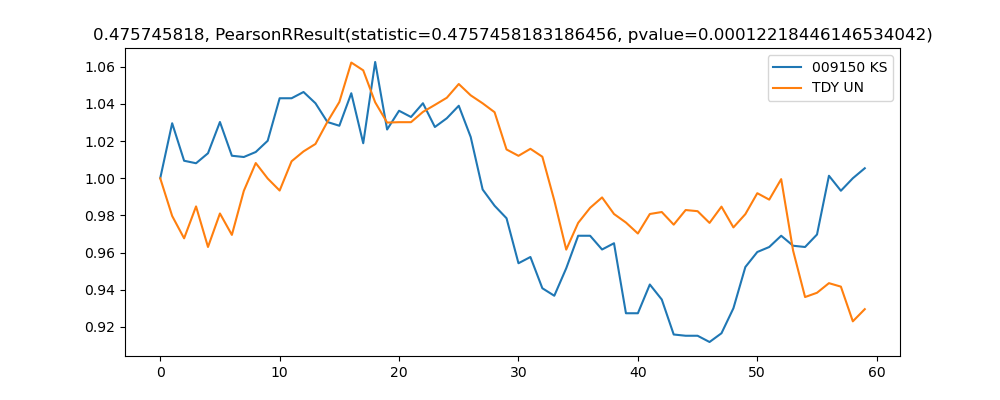 0.475745818, PearsonRResult(statistic=0.4757458183186456, pvalue=0.00012218446146534042)
009150 KS
TDY UN
1.06
1.04
1.02
1.00
0.98
0.96
0.94
0.92
0 10 20 30 40 50 60